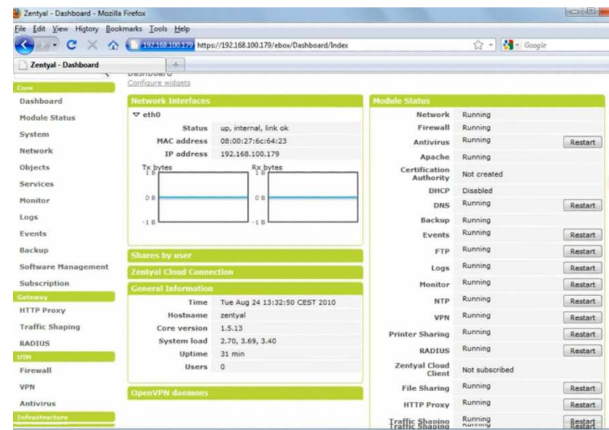 Zentyal - Dashboard - Mozilla Firefox
File Edit View History Bookmarks Tools Help
192.168.100.179 https://192.168.100.179/ebox/Dashboard/Index
Google
Zentyal - Dashboard
Dashboard
Configure widgets
Core
Dashboard
Module Status
System
Network
Objects
Services
Monitor
Logs
Events
Backup
Software Management
Subscription
Gateway
HTTP Proxy
Traffic Shaping
RADIUS
UTM
Firewall
VPN
Antivirus
Infrastructure
Network Interfaces
eth0
Status up, internal, link ok
MAC address 08:00:27:6c:64:23
IP address 192.168.100.179
Tx bytes Rx bytes
1 B 1 B
0 B 0 B
-1 B -1 B
Shares by user
Zentyal Cloud Connection
General Information
Time Tue Aug 24 13:32:50 CEST 2010
Hostname zentyal
Core version 1.5.13
System load 2.70, 3.69, 3.40
Uptime 31 min
Users 0
OpenVPN daemons
Module Status
Network Running
Firewall Running
Antivirus Running Restart
Apache Running
Certification Authority Not created
DHCP Disabled
DNS Running Restart
Backup Running
Events Running Restart
FTP Running Restart
Logs Running Restart
Monitor Running Restart
NTP Running Restart
VPN Running Restart
Printer Sharing Running Restart
RADIUS Running Restart
Zentyal Cloud Client Not subscribed
File Sharing Running Restart
HTTP Proxy Running Restart
Traffic Shaping Running Restart